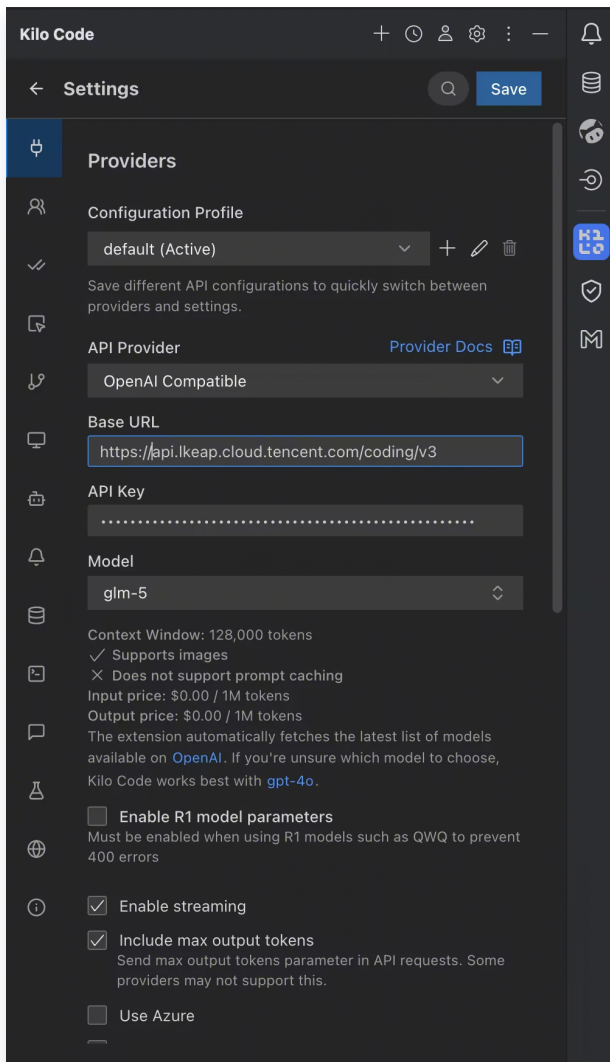 Kilo Code
Settings
Save
Providers
Configuration Profile
default (Active)
Save different API configurations to quickly switch between
providers and settings.
API Provider
Provider Docs
OpenAI Compatible
Base URL
https://api.lkeap.cloud.tencent.com/coding/v3
API Key
Model
glm-5
Context Window: 128,000 tokens
Supports images
Does not support prompt caching
Input price: $0.00 / 1M tokens
Output price: $0.00 / 1M tokens
The extension automatically fetches the latest list of models
available on OpenAI. If you're unsure which model to choose,
Kilo Code works best with gpt-4o.
Enable R1 model parameters
Must be enabled when using R1 models such as QWQ to prevent
400 errors
Enable streaming
Include max output tokens
Send max output tokens parameter in API requests. Some
providers may not support this.
Use Azure
KI
LO